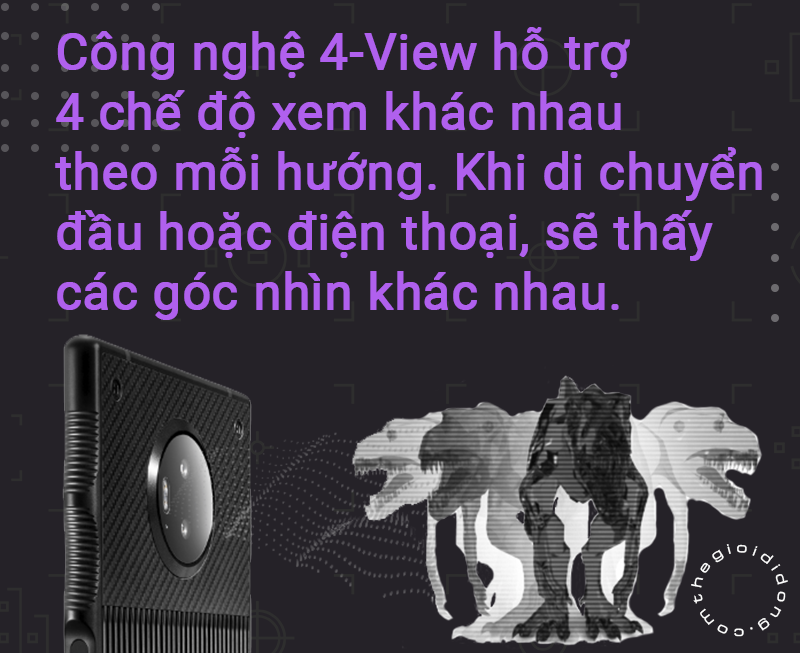 Công nghệ 4-View hỗ trợ
4 chế độ xem khác nhau
theo mỗi hướng. Khi di chuyển
đầu hoặc điện thoại, sẽ thấy
các góc nhìn khác nhau.
thegioididong.com